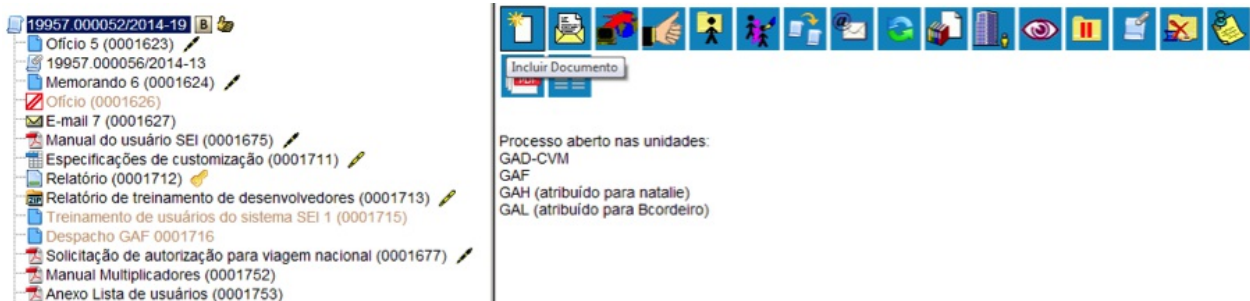 19957.000052/2014-19 B
Ofício 5 (0001623)
19957.000056/2014-13
Memorando 6 (0001624)
Ofício (0001626)
E-mail 7 (0001627)
Manual do usuário SEI (0001675)
Especificações de customização (0001711)
Relatório (0001712)
ZIP Relatório de treinamento de desenvolvedores (0001713)
Treinamento de usuários do sistema SEI 1 (0001715)
Despacho GAF 0001716
Solicitação de autorização para viagem nacional (0001677)
Manual Multiplicadores (0001752)
Anexo Lista de usuários (0001753)
Incluir Documento
Processo aberto nas unidades:
GAD-CVM
GAF
GAH (atribuído para natalie)
GAL (atribuído para Bcordeiro)